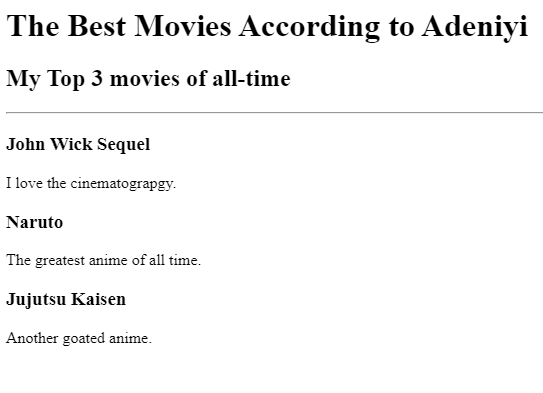 The Best Movies According to Adeniyi
My Top 3 movies of all-time
John Wick Sequel
I love the cinematograpgy.
Naruto
The greatest anime of all time.
Jujutsu Kaisen
Another goated anime.